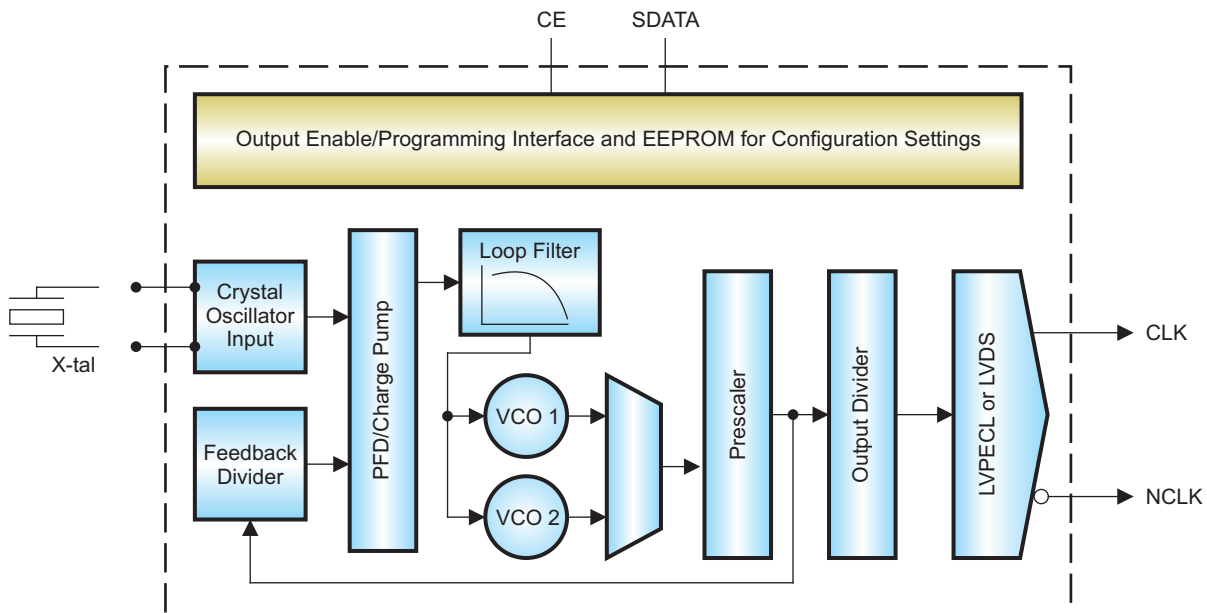 CE
SDATA
Output Enable/Programming Interface and EEPROM for Configuration Settings
X-tal
Crystal
Oscillator
Input
Feedback
Divider
PFD/Charge Pump
Loop Filter
VCO 1
VCO 2
Prescaler
Output Divider
LVPECL or LVDS
CLK
NCLK